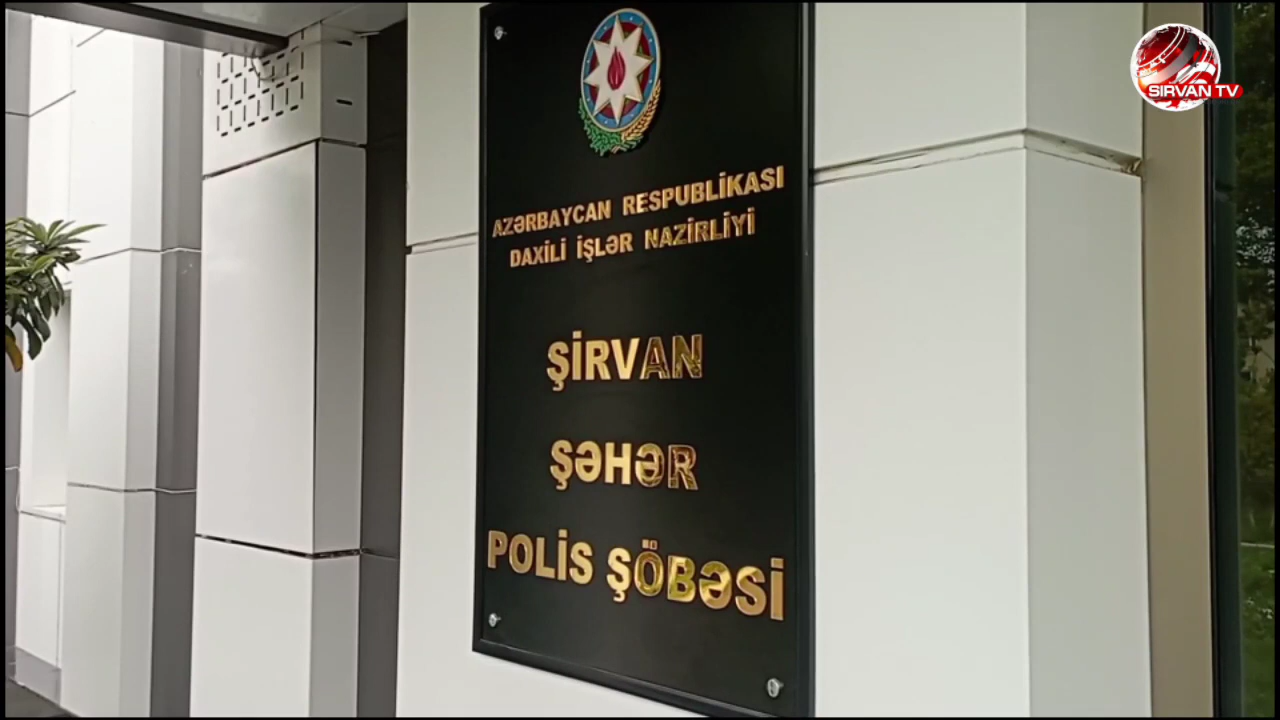 SIRVAN TV
AZƏRBAYCAN RESPUBLİKASI
DAXİLİ İŞLƏR NAZİRLİYİ
ŞİRVAN
ŞƏHƏR
POLİS ŞÖBƏSİ